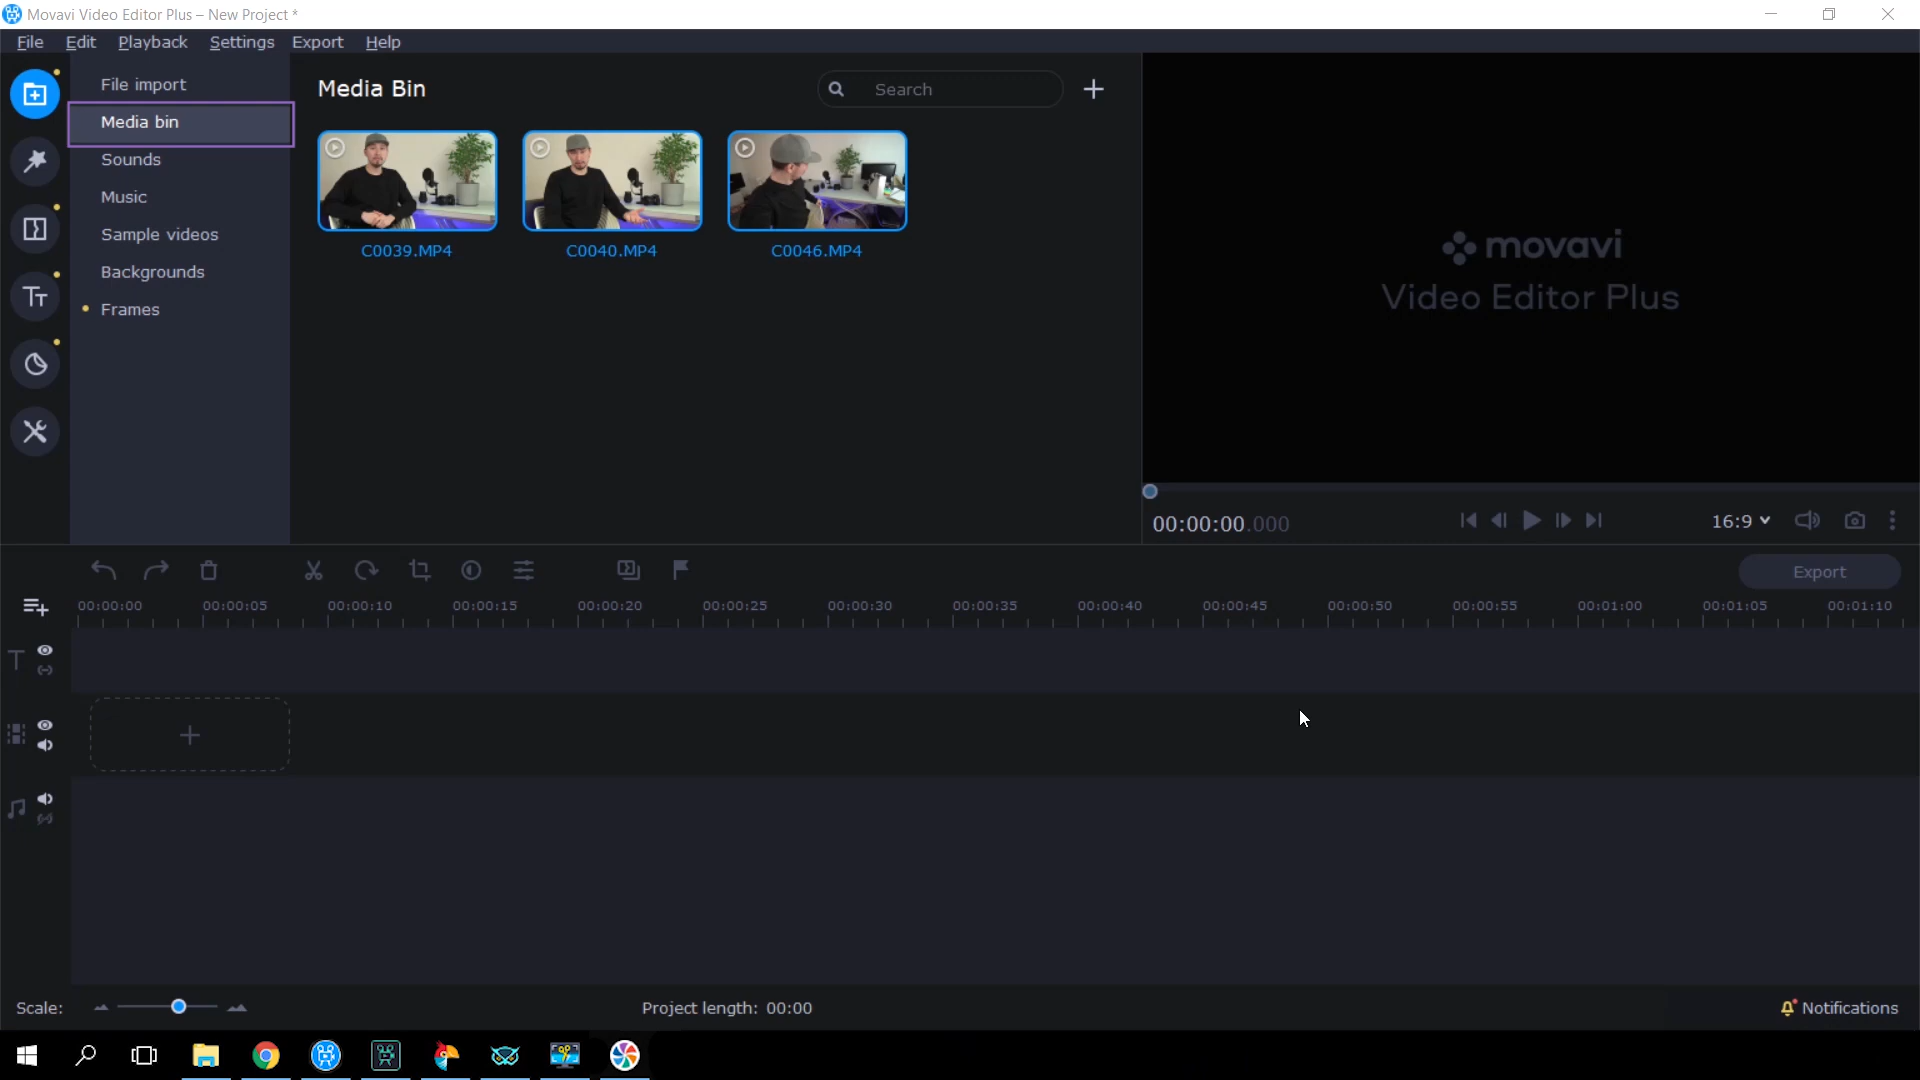 Movavi Video Editor Plus – New Project *
File Edit Playback Settings Export Help
File import
Media bin
Sounds
Music
Sample videos
Backgrounds
Frames
Media Bin
Search
C0039.MP4 C0040.MP4 C0046.MP4
movavi
Video Editor Plus
00:00:00.000
16:9
Export
00:00:00 00:00:05 00:00:10 00:00:15 00:00:20 00:00:25 00:00:30 00:00:35 00:00:40 00:00:45 00:00:50 00:00:55 00:01:00 00:01:05 00:01:10
Scale:
Project length: 00:00
Notifications